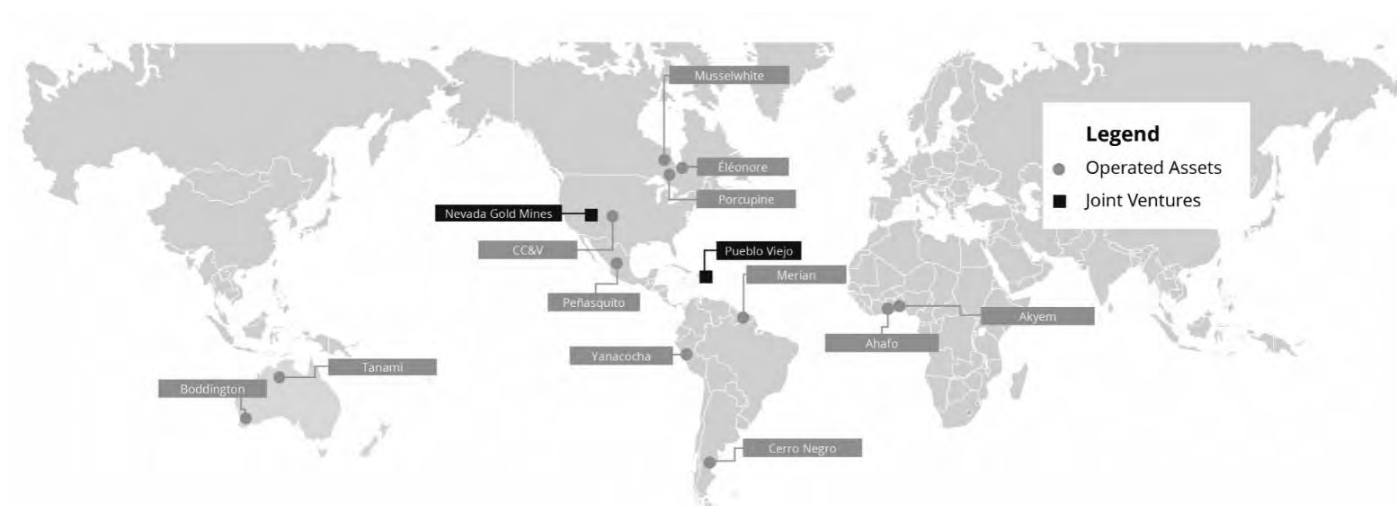 Musselwhite
Legend
Operated Assets
Éléonore
Porcupine
Joint Ventures
Nevada Gold Mines
CC&V
Pueblo Viejo
Merian
Peñasquito
Akyem
Ahafo
Yanacocha
Tanami
Boddington
Cerro Negro